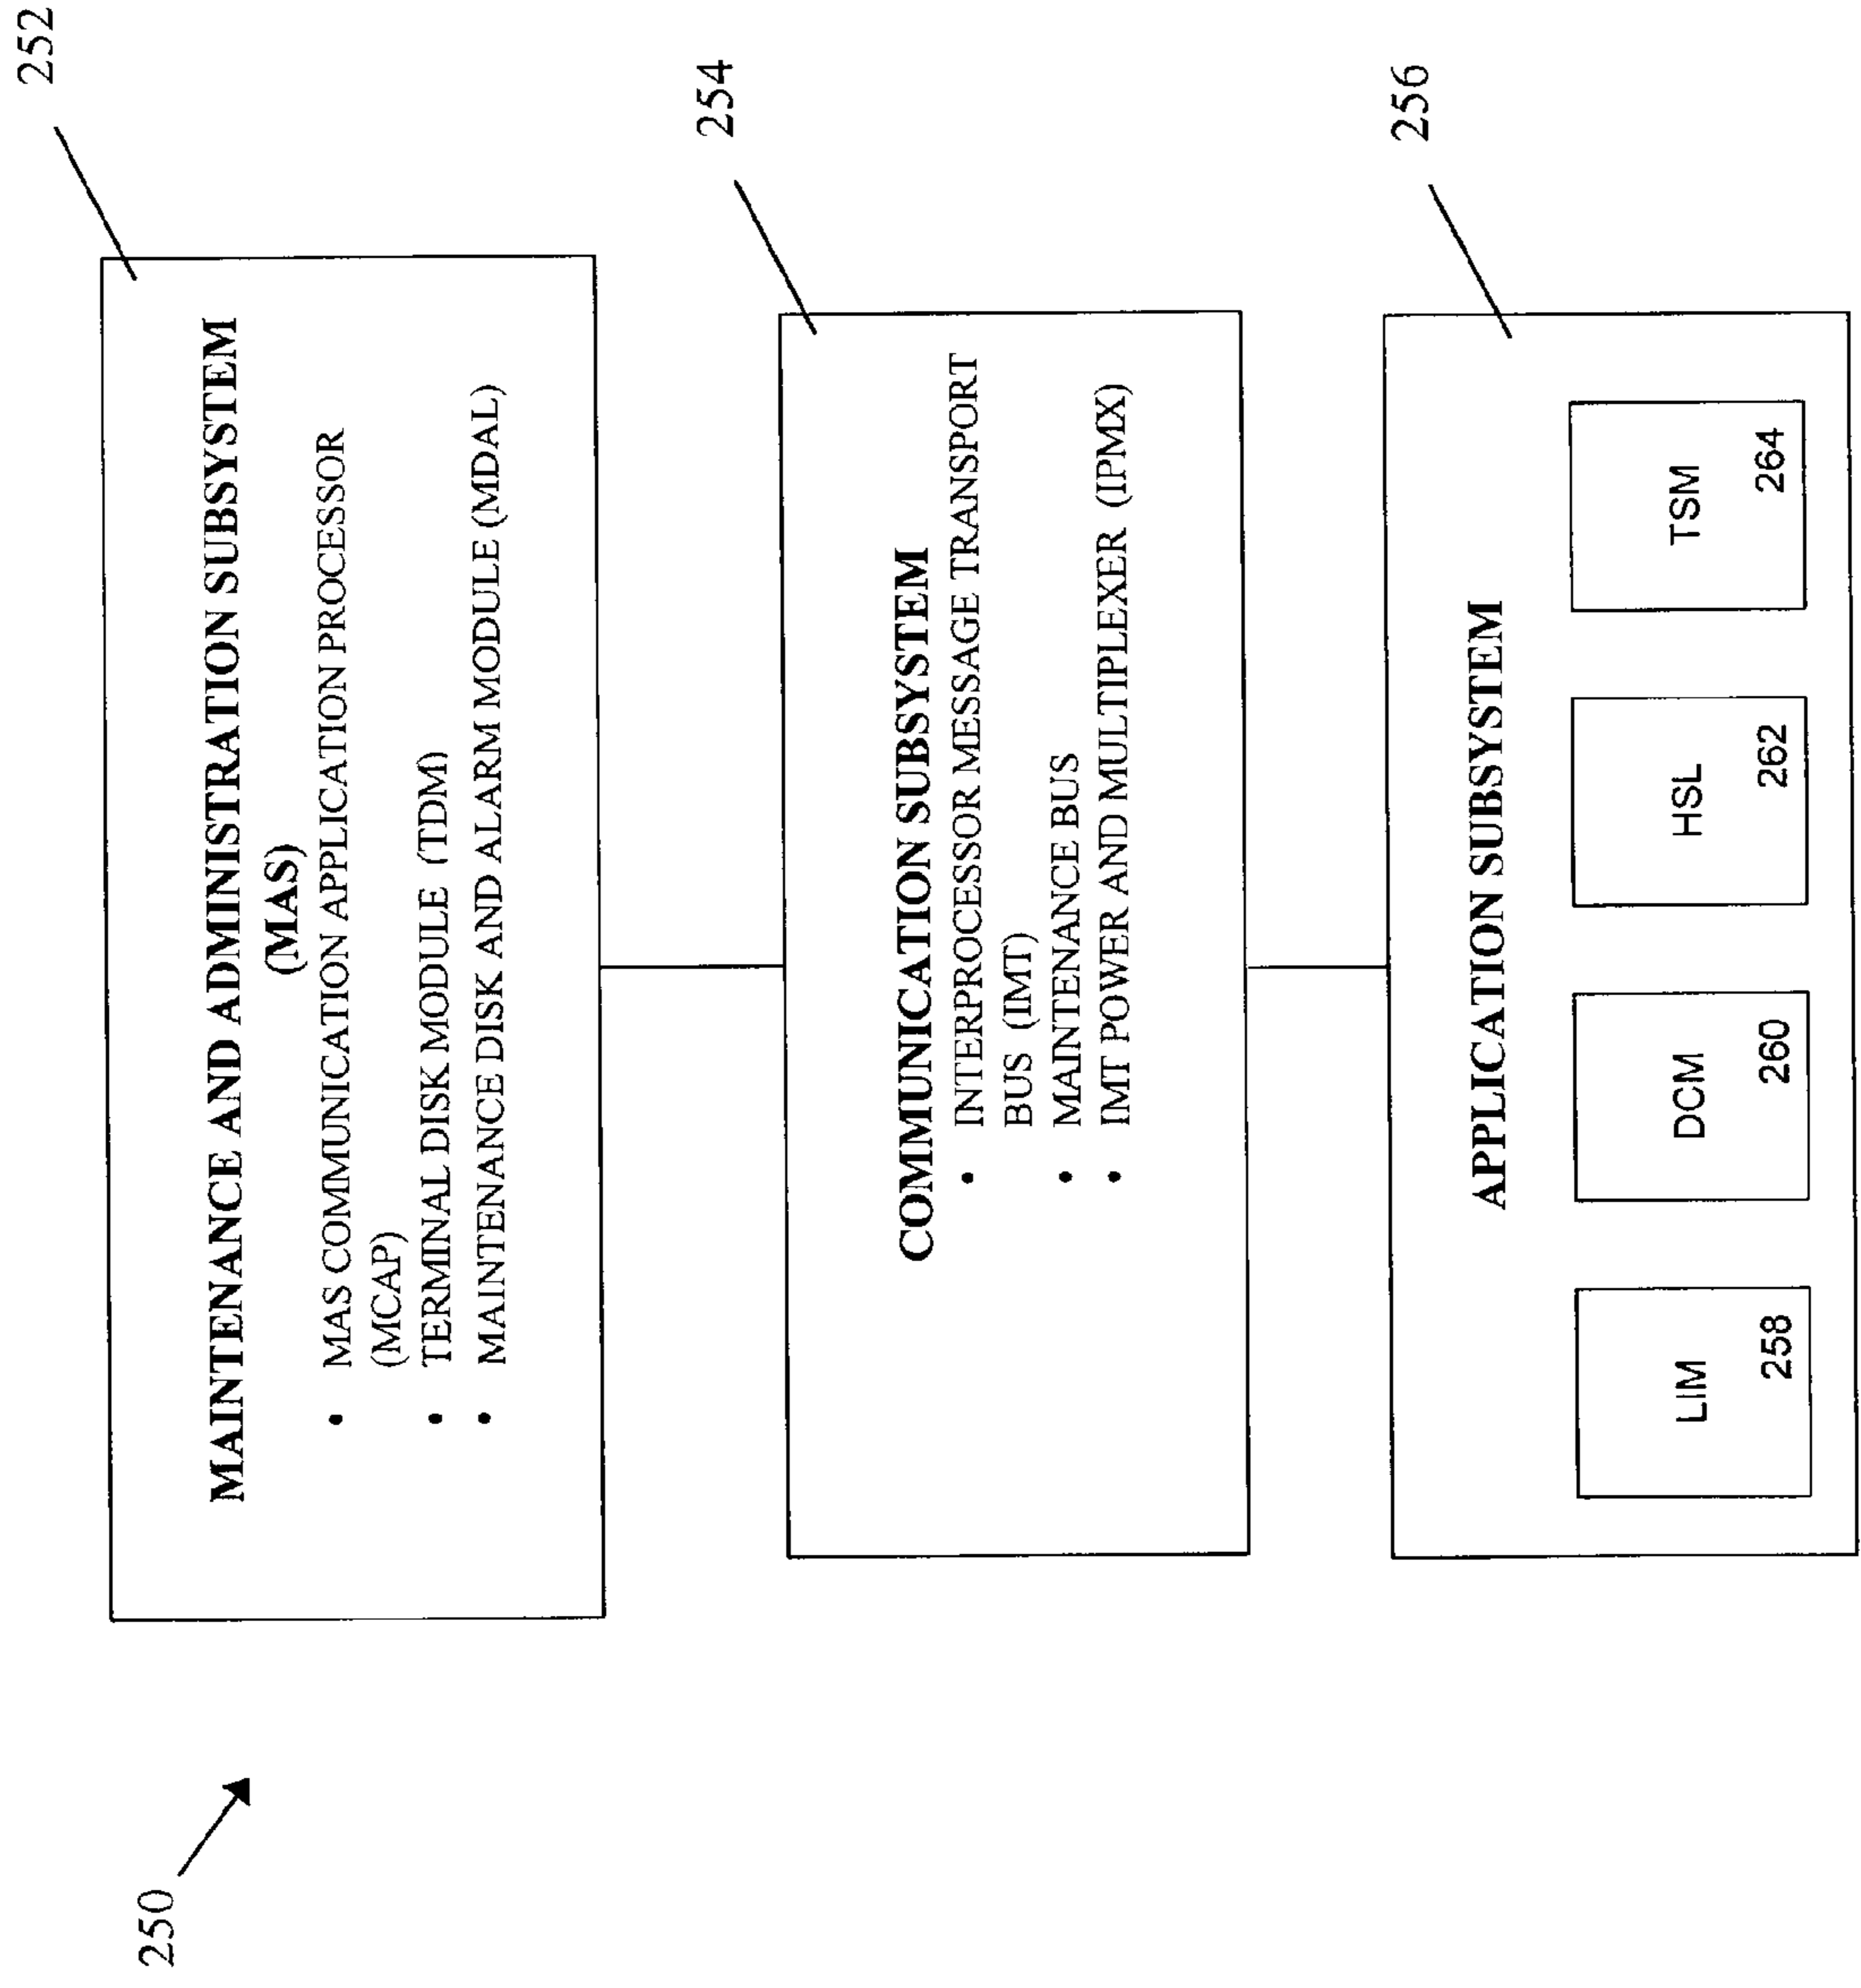 250
252
MAINTENANCE AND ADMINISTRATION SUBSYSTEM
(MAS)
• MAS COMMUNICATION APPLICATION PROCESSOR
(MCAP)
• TERMINAL DISK MODULE (TDM)
• MAINTENANCE DISK AND ALARM MODULE (MDAL)
254
COMMUNICATION SUBSYSTEM
• INTERPROCESSOR MESSAGE TRANSPORT
BUS (IMT)
• MAINTENANCE BUS
• IMT POWER AND MULTIPLEXER (IPMX)
256
APPLICATION SUBSYSTEM
LIM
258
DCM
260
HSL
262
TSM
264